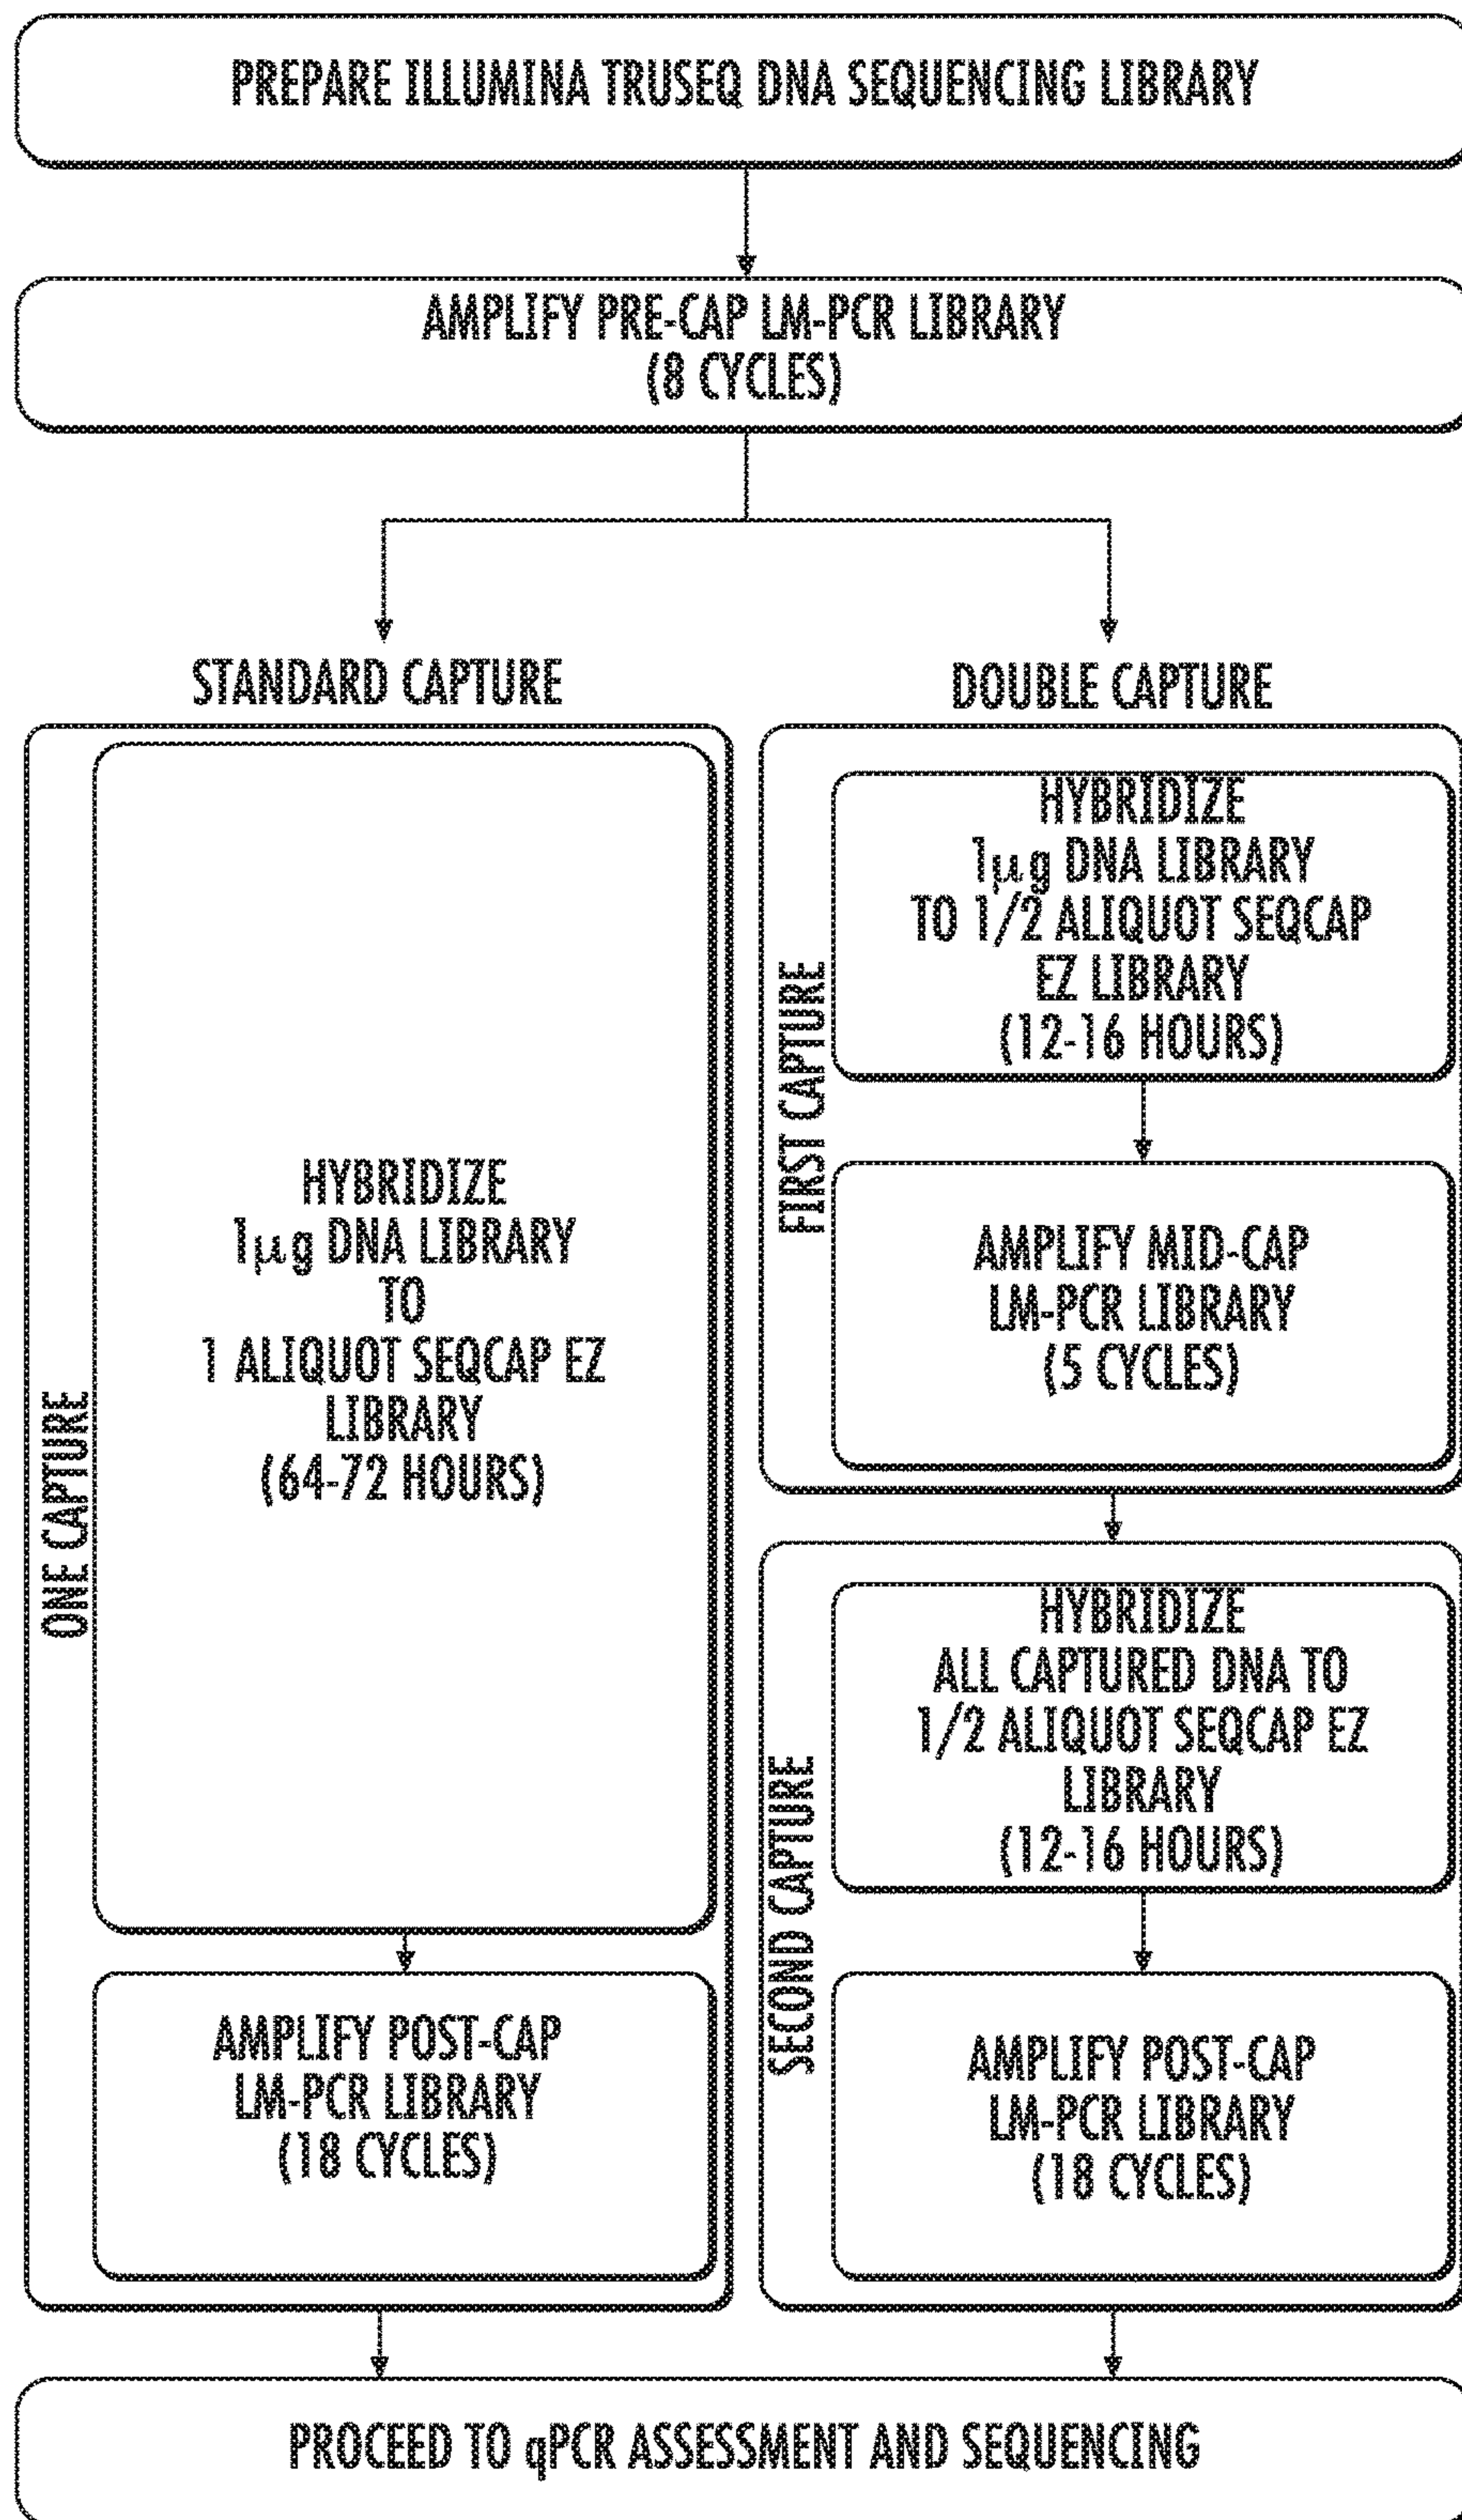 PREPARE ILLUMINA TRUSEQ DNA SEQUENCING LIBRARY
AMPLIFY PRE-CAP LM-PCR LIBRARY
(8 CYCLES)
STANDARD CAPTURE
ONE CAPTURE
HYBRIDIZE
1μg DNA LIBRARY
TO
1 ALIQUOT SEQCAP EZ
LIBRARY
(64-72 HOURS)
AMPLIFY POST-CAP
LM-PCR LIBRARY
(18 CYCLES)
DOUBLE CAPTURE
FIRST CAPTURE
HYBRIDIZE
1μg DNA LIBRARY
TO 1/2 ALIQUOT SEQCAP
EZ LIBRARY
(12-16 HOURS)
AMPLIFY MID-CAP
LM-PCR LIBRARY
(5 CYCLES)
SECOND CAPTURE
HYBRIDIZE
ALL CAPTURED DNA TO
1/2 ALIQUOT SEQCAP EZ
LIBRARY
(12-16 HOURS)
AMPLIFY POST-CAP
LM-PCR LIBRARY
(18 CYCLES)
PROCEED TO qPCR ASSESSMENT AND SEQUENCING